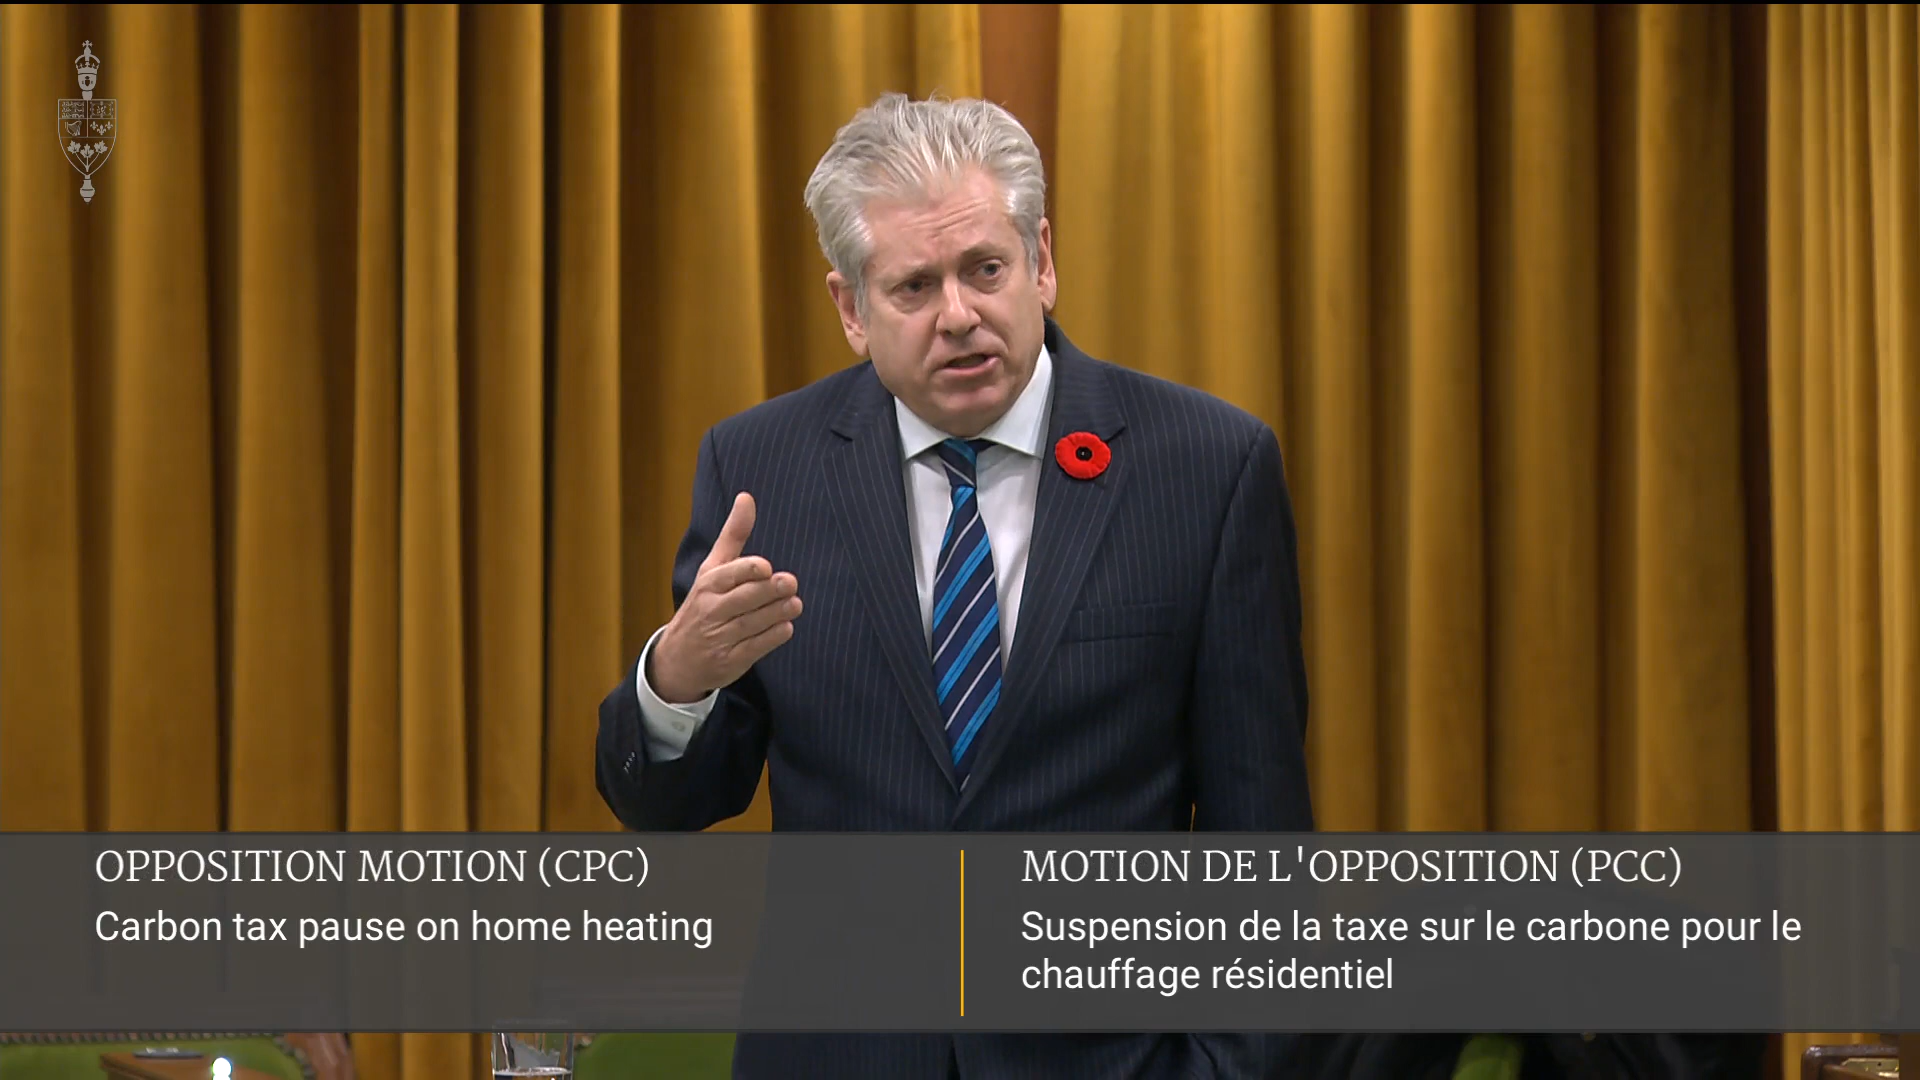 OPPOSITION MOTION (CPC)
Carbon tax pause on home heating
MOTION DE L'OPPOSITION (PCC)
Suspension de la taxe sur le carbone pour le
chauffage résidentiel